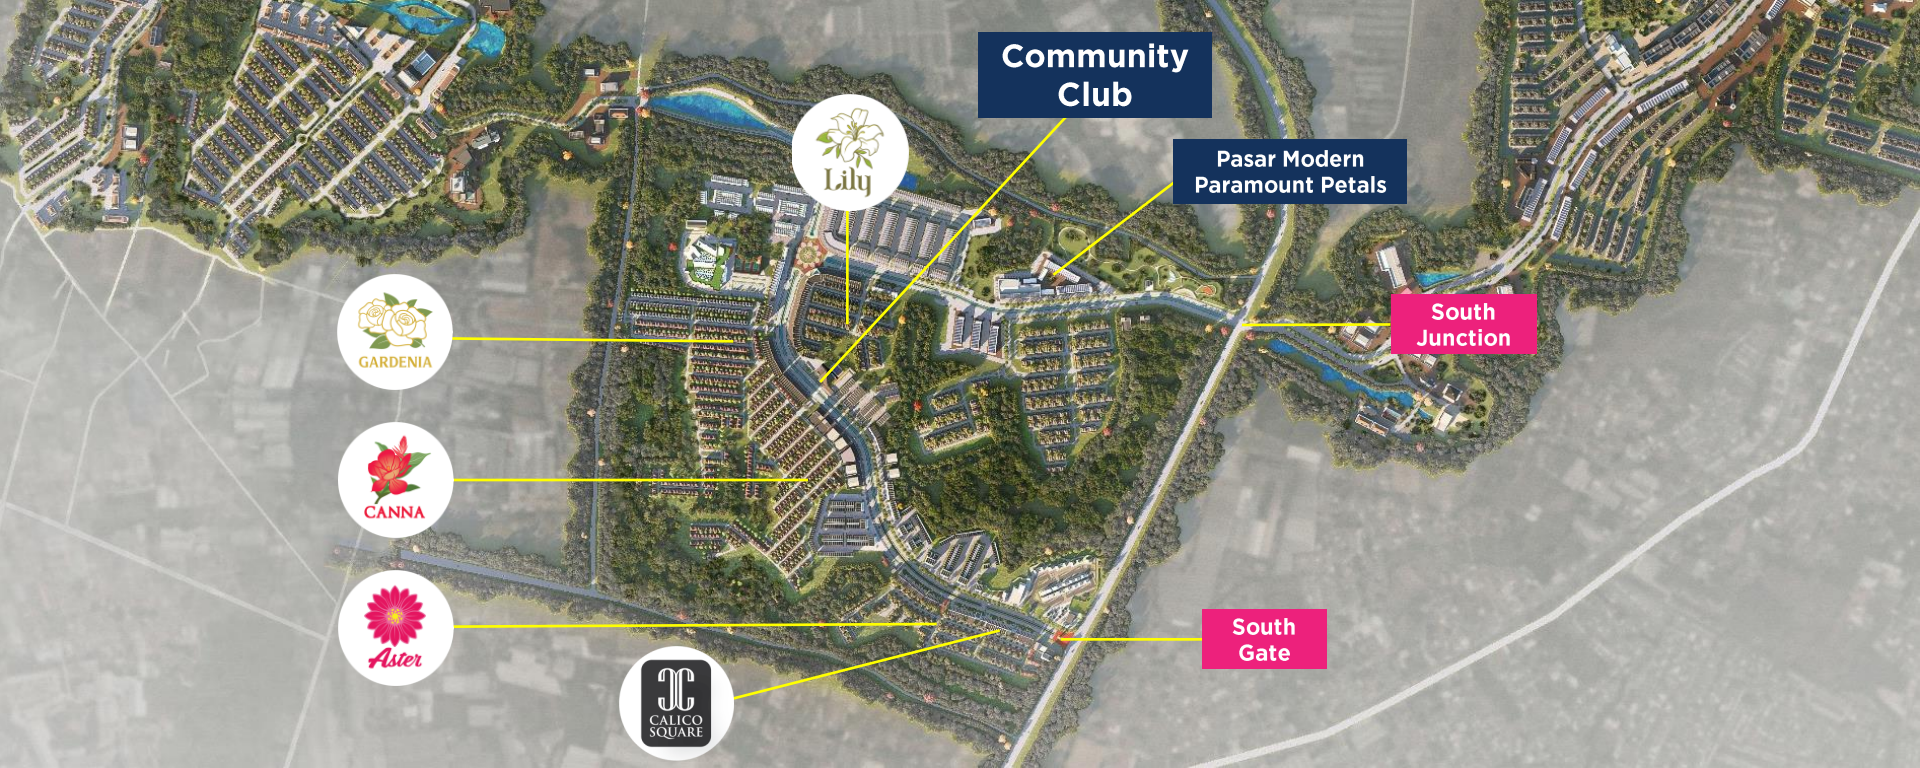 Community
Club
Pasar Modern
Paramount Petals
Lily
GARDENIA
South
Junction
CANNA
Aster
South
Gate
CALICO
SQUARE